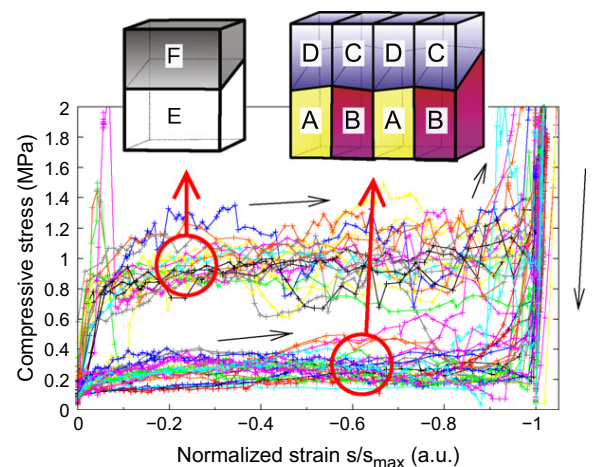 F
E
D C D C
A B A B
2
1.8
1.6
1.4
1.2
1
0.8
0.6
0.4
0.2
0
Compressive stress (MPa)
0 −0.2 −0.4 −0.6 −0.8 −1
Normalized strain s/smax (a.u.)